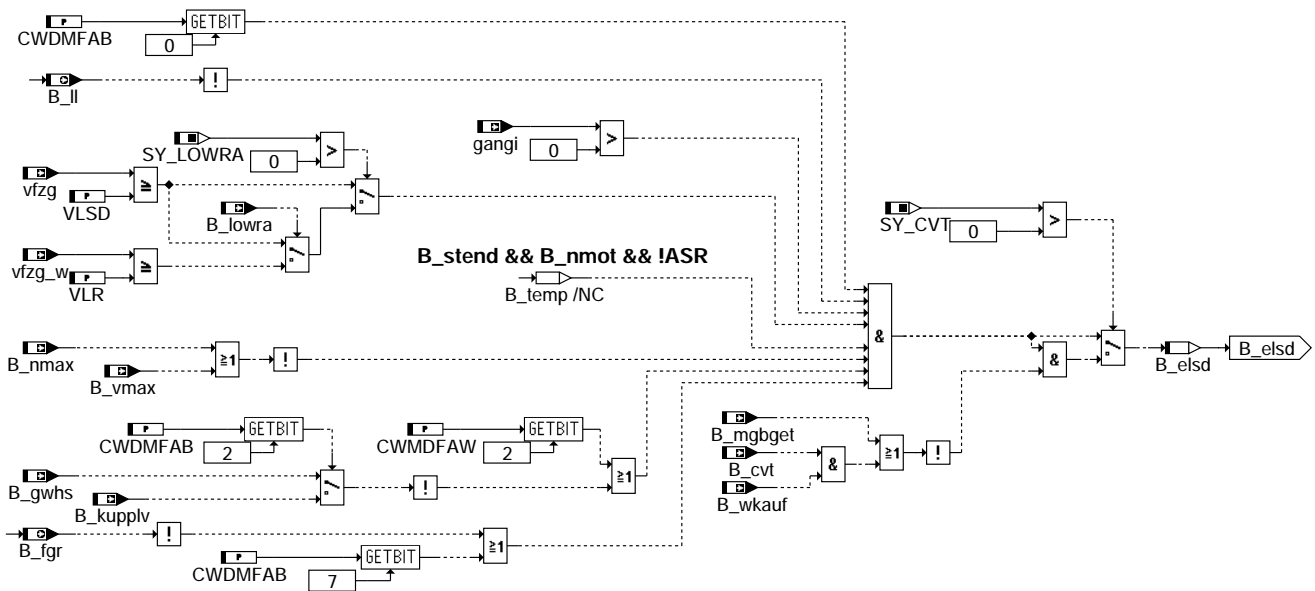 P
CWDMFAB
GETBIT
0
B_ll
!
SY_LOWRA
>
0
gangi
>
0
vfzg
P
VLSD
≥
B_lowra
SY_CVT
>
0
vfzg_w
P
VLR
≥
B_stend && B_nmot && !ASR
B_temp /NC
&
B_nmax
B_vmax
≥1
!
&
B_elsd
B_elsd
P
CWDMFAB
GETBIT
2
P
CWMDFAW
GETBIT
2
B_mgbget
B_cvt
B_wkauf
&
≥1
!
B_gwhs
B_kupplv
!
≥1
B_fgr
!
P
CWDMFAB
GETBIT
7
≥1